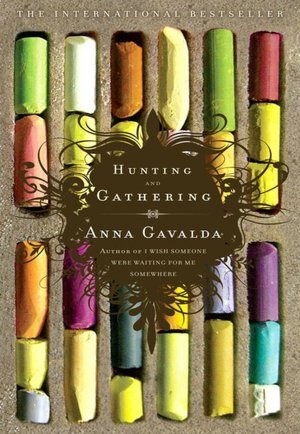 THE INTERNATIONAL BESTSELLER
HUNTING
AND
GATHERING
ANNA GAVALDA
AUTHOR OF I WISH SOMEONE
WERE WAITING FOR ME
SOMEWHERE